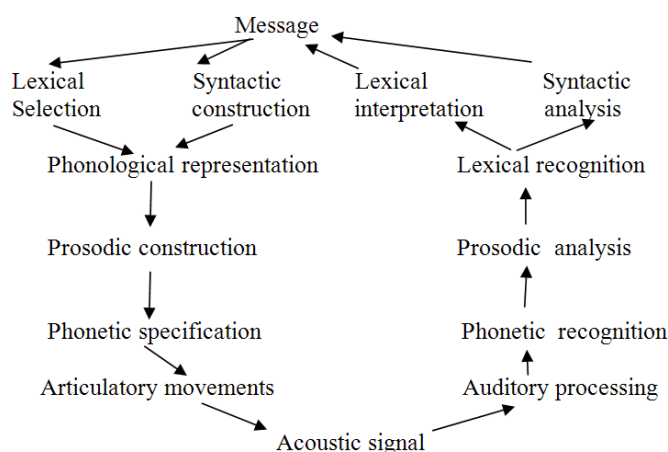 Message
Lexical Selection
Syntactic construction
Lexical interpretation
Syntactic analysis
Phonological representation
Lexical recognition
Prosodic construction
Prosodic analysis
Phonetic specification
Phonetic recognition
Articulatory movements
Auditory processing
Acoustic signal